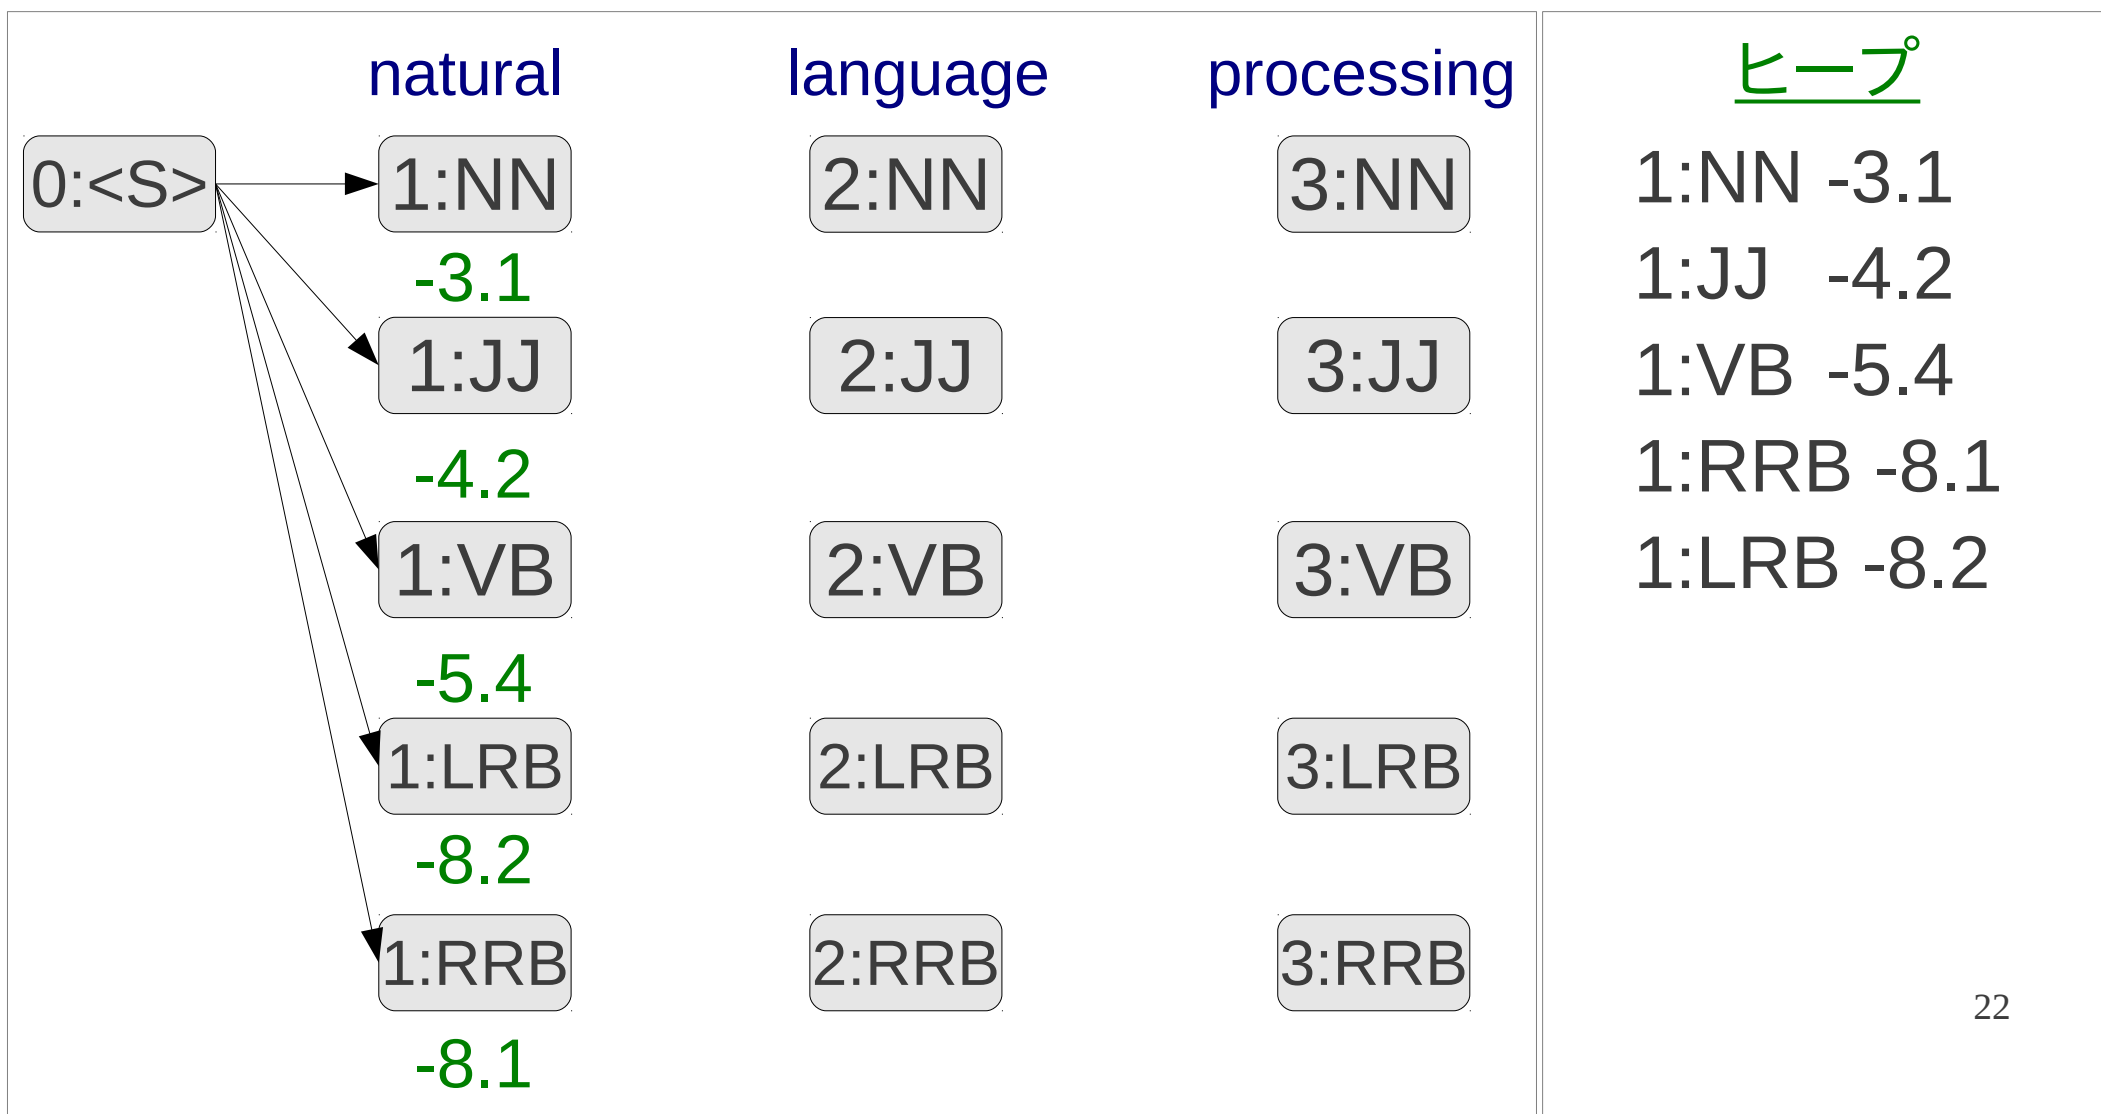 natural language processing
0:<S> 1:NN 2:NN 3:NN
-3.1
1:JJ 2:JJ 3:JJ
-4.2
1:VB 2:VB 3:VB
-5.4
1:LRB 2:LRB 3:LRB
-8.2
1:RRB 2:RRB 3:RRB
-8.1
ヒープ
1:NN -3.1
1:JJ -4.2
1:VB -5.4
1:RRB -8.1
1:LRB -8.2
22